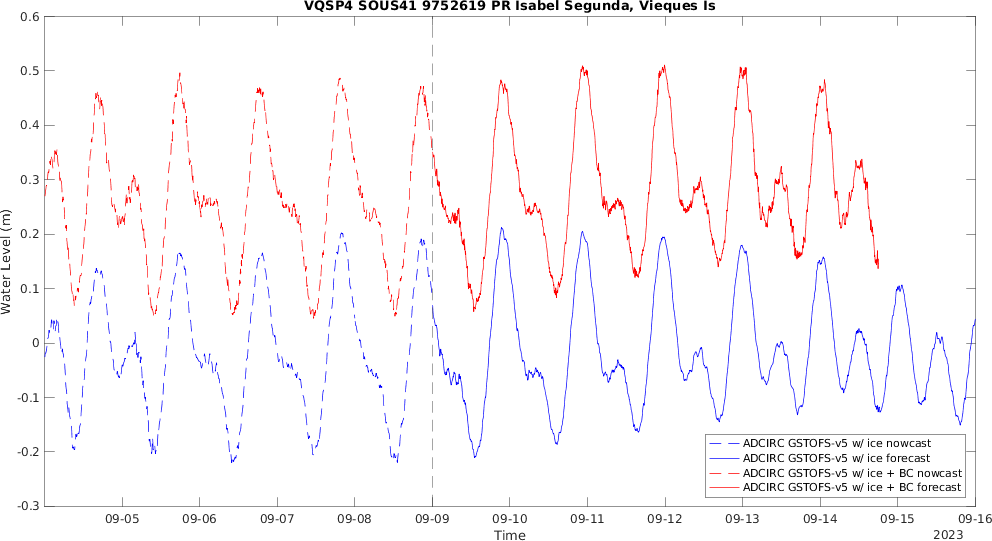 VQSP4 SOUS41 9752619 PR Isabel Segunda, Vieques Is
0.6
0.5
0.4
0.3
0.2
0.1
0
-0.1
-0.2
-0.3
Water Level (m)
ADCIRC GSTOFS-v5 w/ ice nowcast
ADCIRC GSTOFS-v5 w/ ice forecast
ADCIRC GSTOFS-v5 w/ ice + BC nowcast
ADCIRC GSTOFS-v5 w/ ice + BC forecast
09-05 09-06 09-07 09-08 09-09 09-10 09-11 09-12 09-13 09-14 09-15 09-16
Time
2023